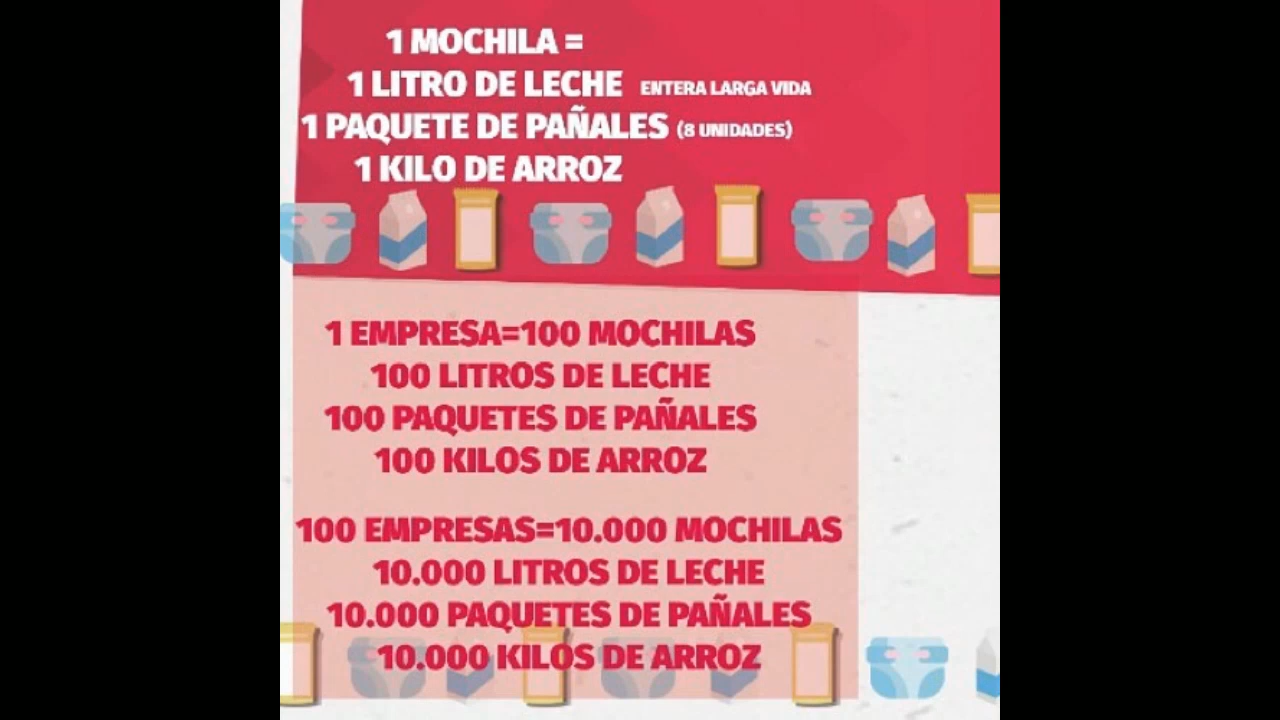 1 MOCHILA =
1 LITRO DE LECHE ENTERA LARGA VIDA
1 PAQUETE DE PAÑALES (8 UNIDADES)
1 KILO DE ARROZ
1 EMPRESA=100 MOCHILAS
100 LITROS DE LECHE
100 PAQUETES DE PAÑALES
100 KILOS DE ARROZ
100 EMPRESAS=10.000 MOCHILAS
10.000 LITROS DE LECHE
10.000 PAQUETES DE PAÑALES
10.000 KILOS DE ARROZ